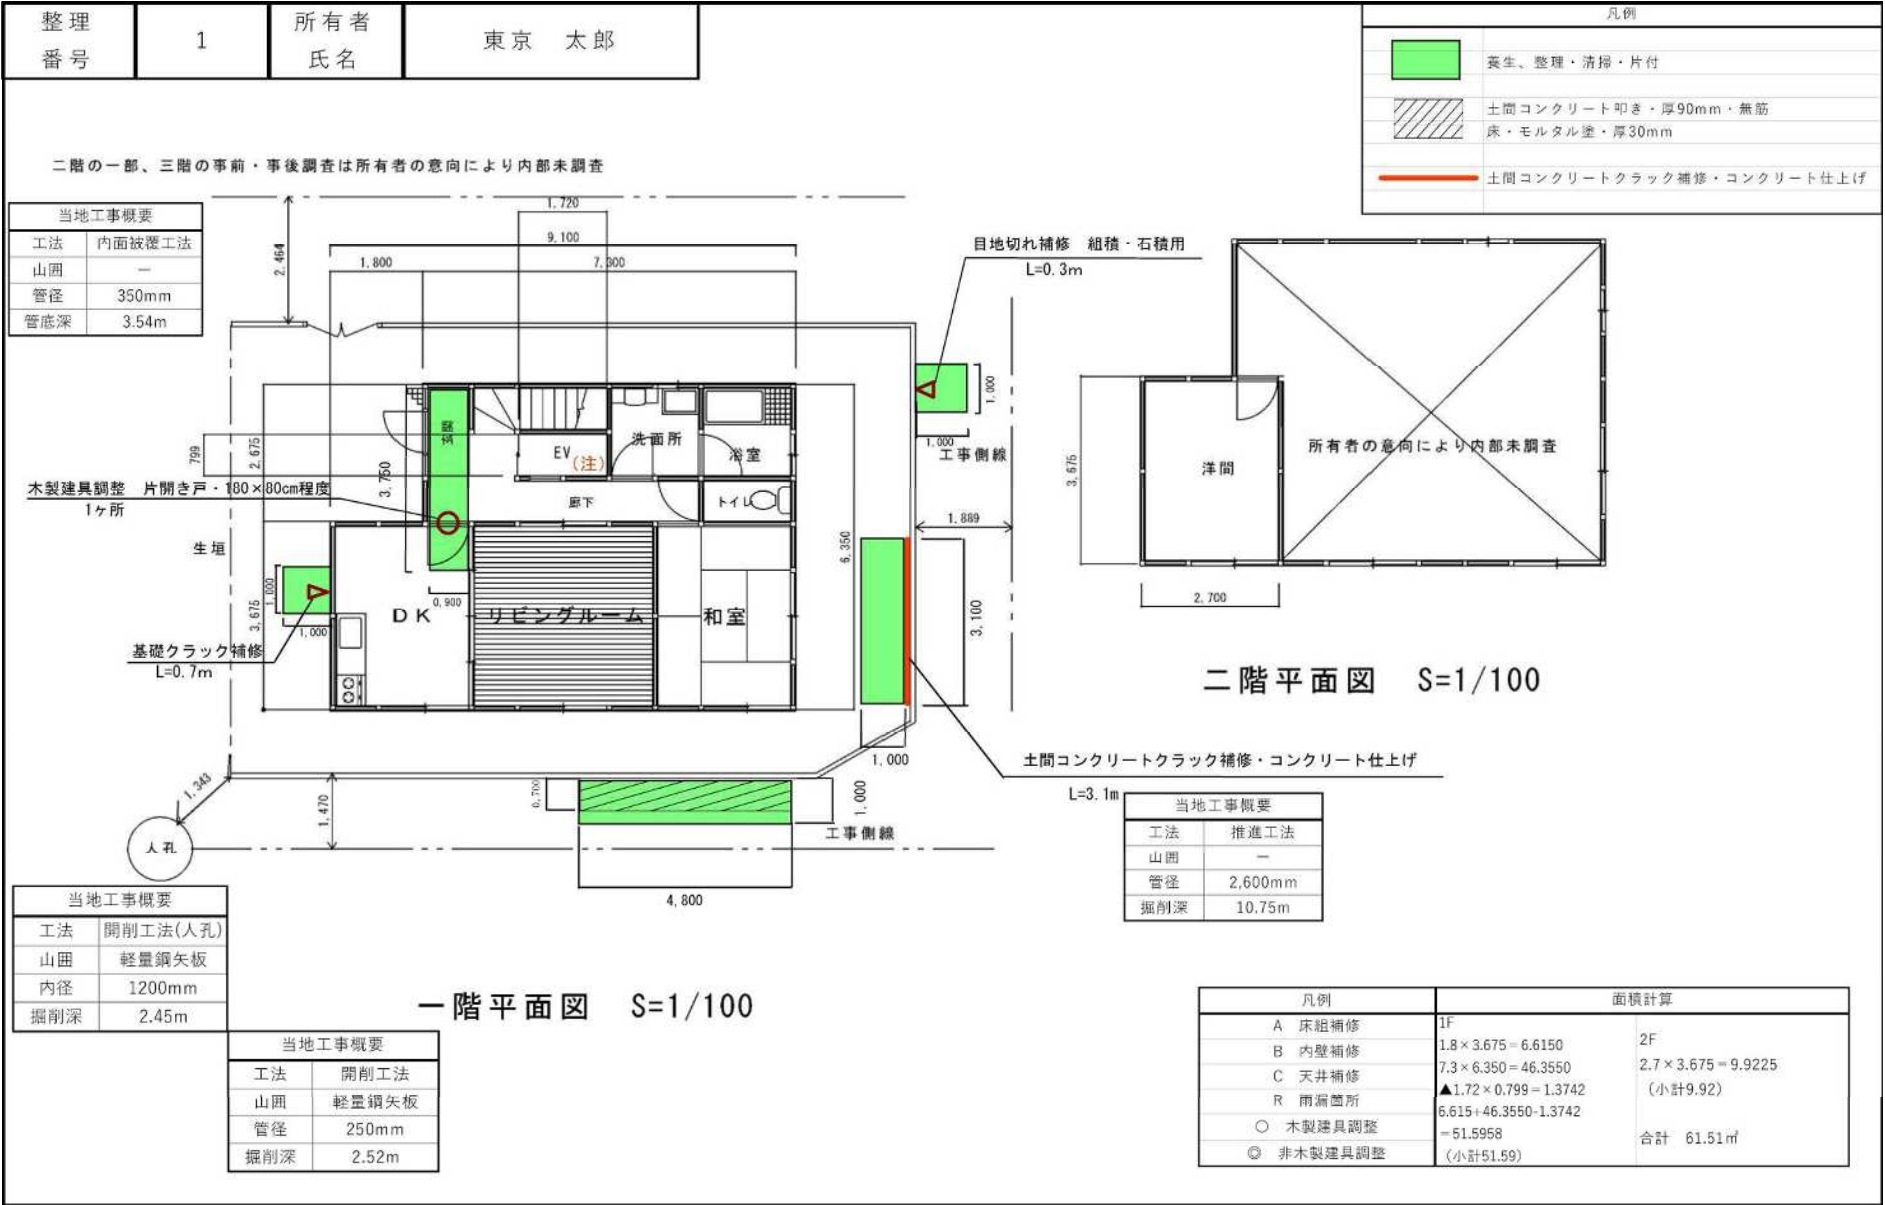 整理番号
1
所有者氏名
東京 太郎
凡例
養生、整理・清掃・片付
土間コンクリート叩き・厚90mm・無筋
床・モルタル塗・厚30mm
土間コンクリートクラック補修・コンクリート仕上げ
二階の一部、三階の事前・事後調査は所有者の意向により内部未調査
当地工事概要
工法 内面被覆工法
山囲 ー
管径 350mm
管底深 3.54m
2,464
1,720
9,100
1,800
7,300
目地切れ補修 組積・石積用
L=0.3m
1,000
1,000
工事側線
799
2,675
3,750
玄関
EV
(注)
洗面所
浴室
廊下
トイレ
木製建具調整 片開き戸・180×80cm程度
1ヶ所
生垣
1,000
1,000
3,675
0,900
DK
リビングルーム
和室
6,350
1,889
3,100
1,000
基礎クラック補修
L=0.7m
3,675
洋間
所有者の意向により内部未調査
2,700
二階平面図 S=1/100
土間コンクリートクラック補修・コンクリート仕上げ
L=3.1m
1,343
人孔
1,470
0,700
1,000
工事側線
4,800
当地工事概要
工法 推進工法
山囲 ー
管径 2,600mm
掘削深 10.75m
当地工事概要
工法 開削工法(人孔)
山囲 軽量鋼矢板
内径 1200mm
掘削深 2.45m
一階平面図 S=1/100
当地工事概要
工法 開削工法
山囲 軽量鋼矢板
管径 250mm
掘削深 2.52m
凡例
A 床組補修
B 内壁補修
C 天井補修
R 雨漏箇所
○ 木製建具調整
◎ 非木製建具調整
面積計算
1F
1.8×3.675=6.6150
7.3×6.350=46.3550
▲1.72×0.799=1.3742
6.615+46.3550-1.3742
=51.5958
(小計51.59)
2F
2.7×3.675=9.9225
(小計9.92)
合計 61.51㎡